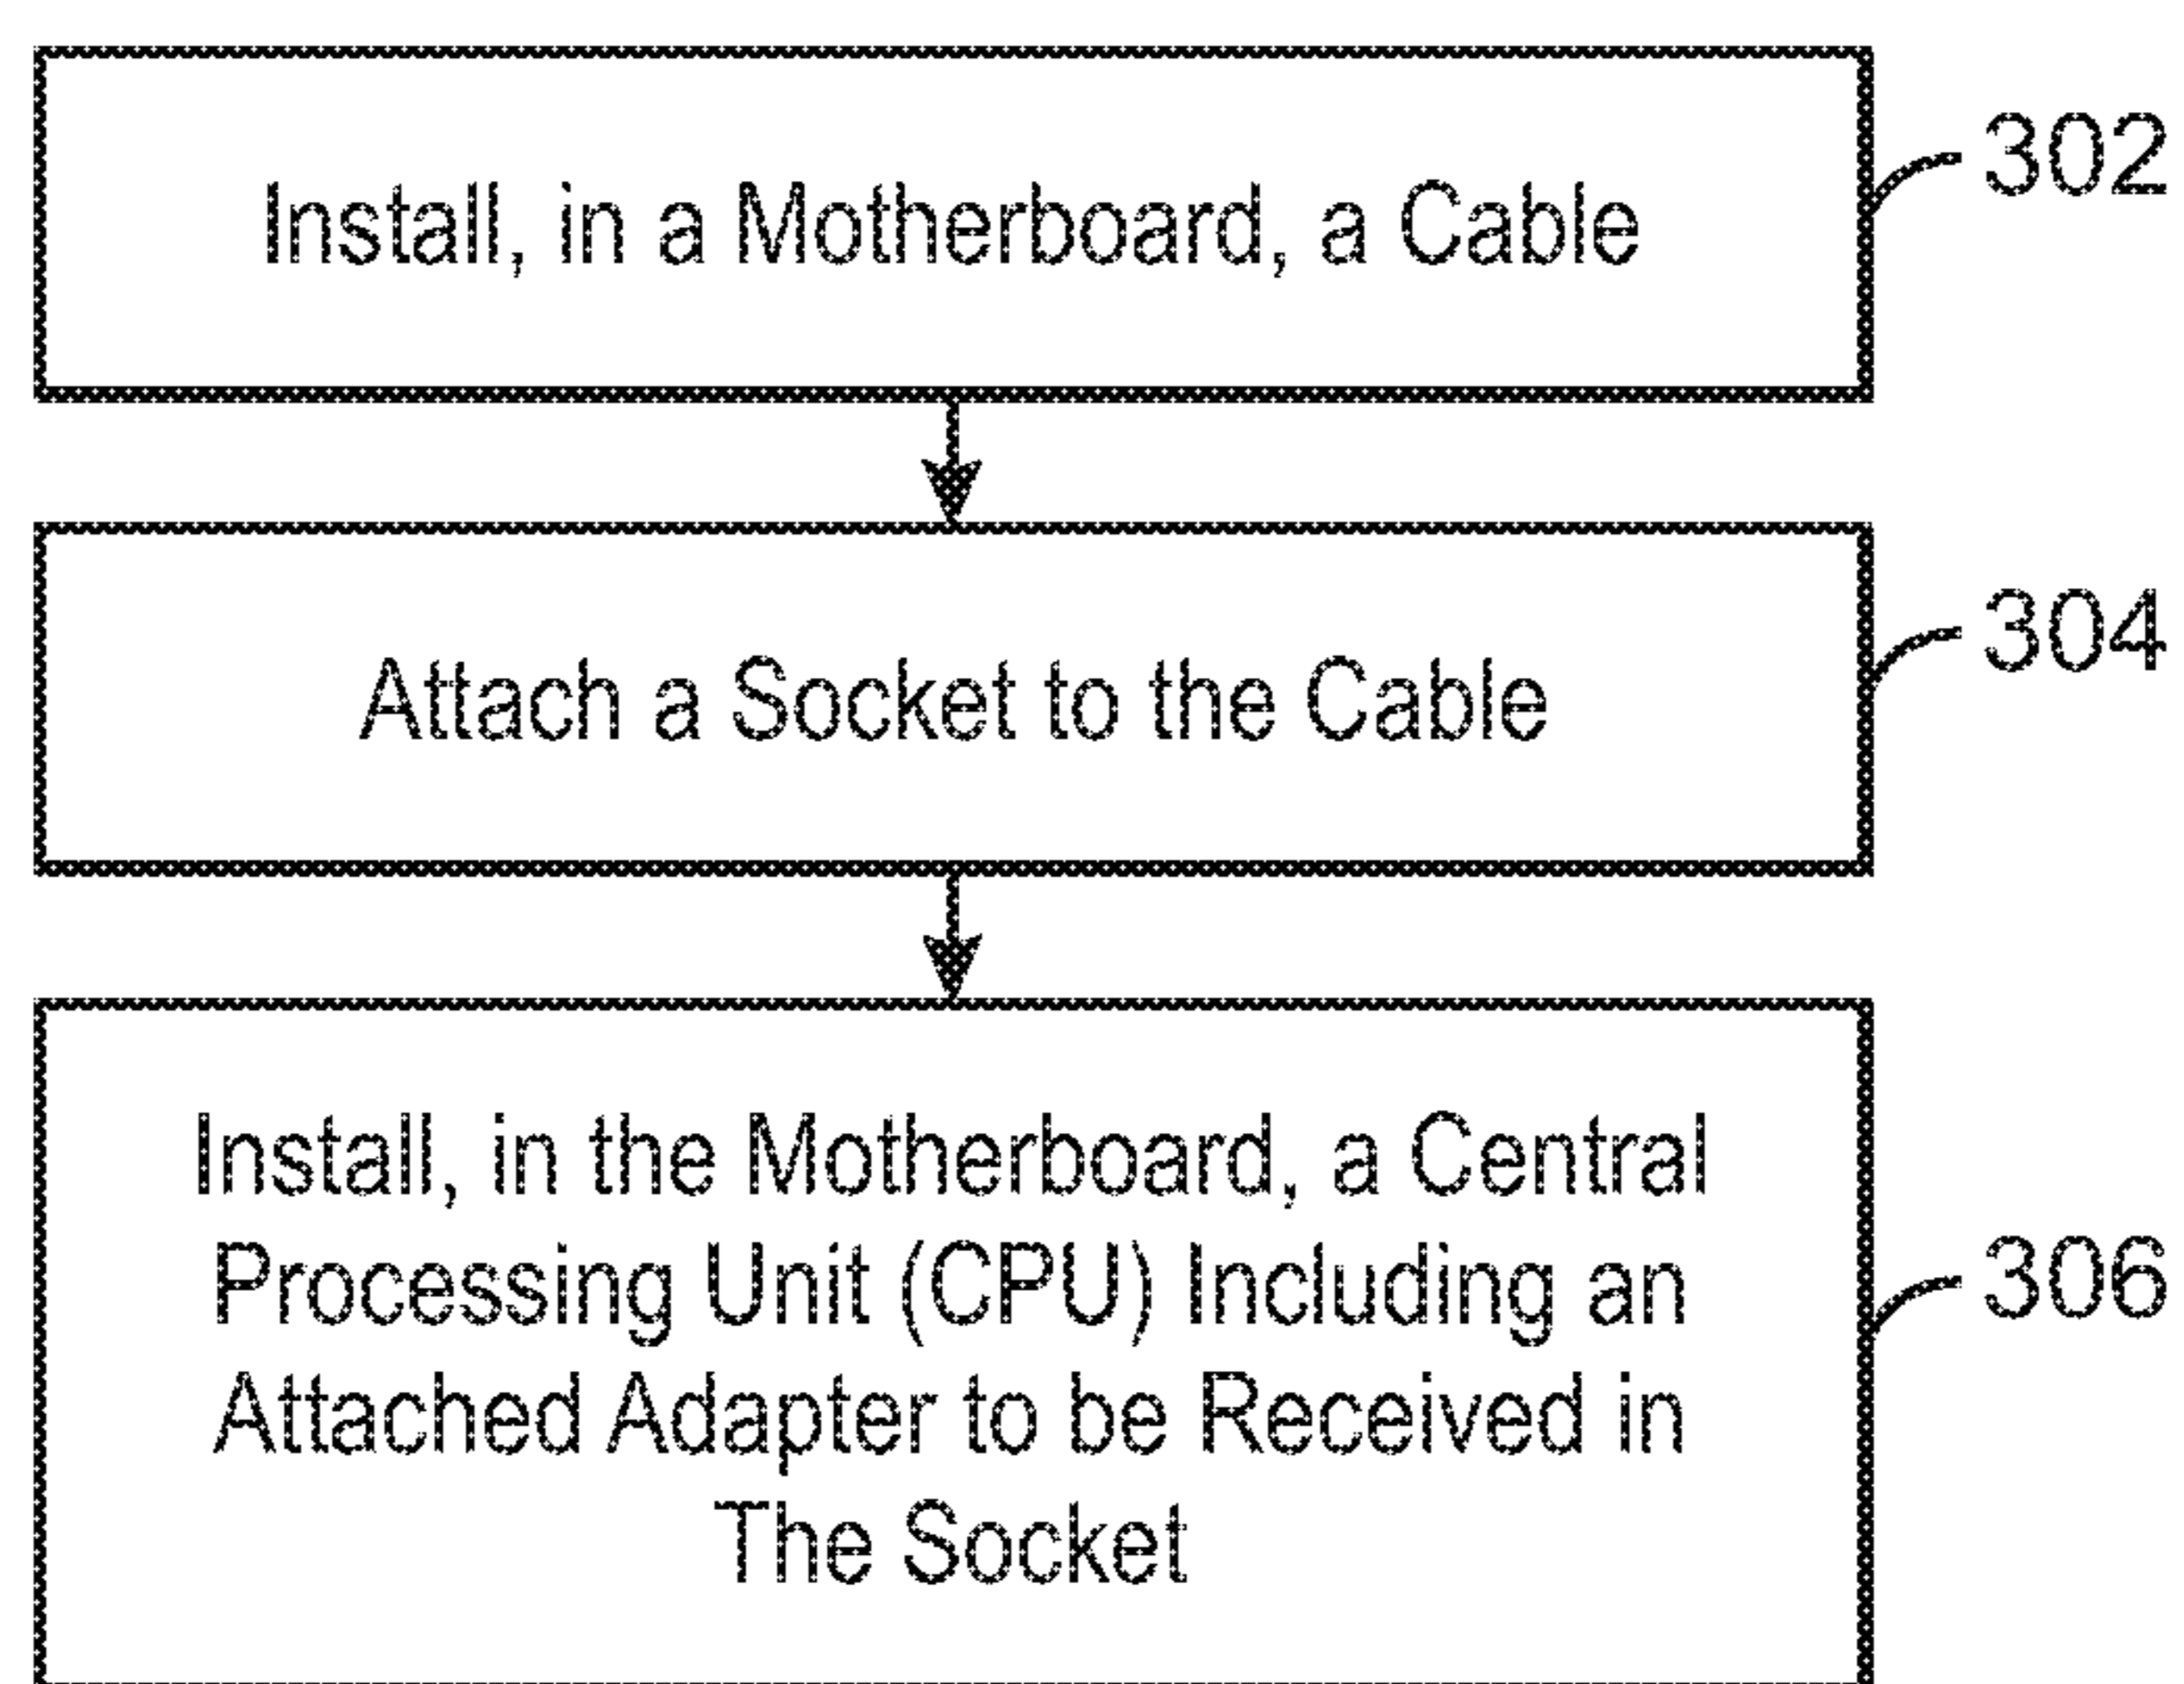 Install, in a Motherboard, a Cable
302
Attach a Socket to the Cable
304
Install, in the Motherboard, a Central
Processing Unit (CPU) Including an
Attached Adapter to be Received in
The Socket
306